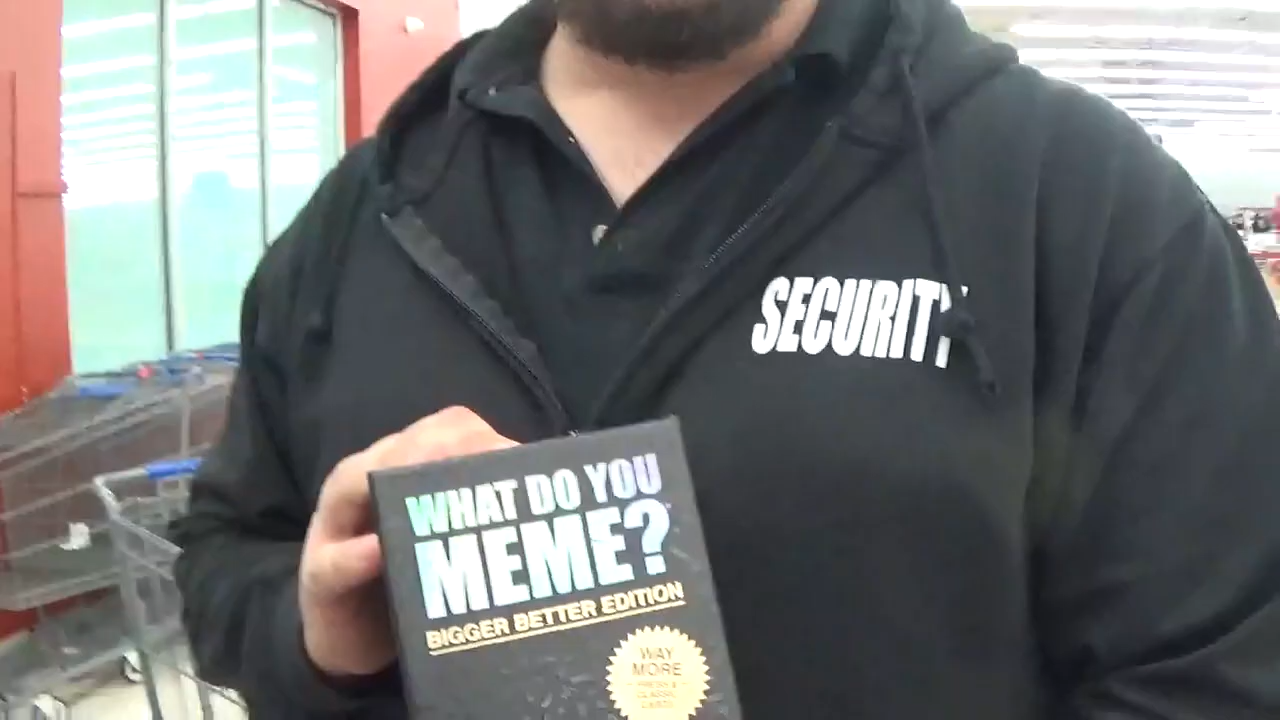 SECURITY
WHAT DO YOU
MEME?
BIGGER BETTER EDITION
WAY
MORE